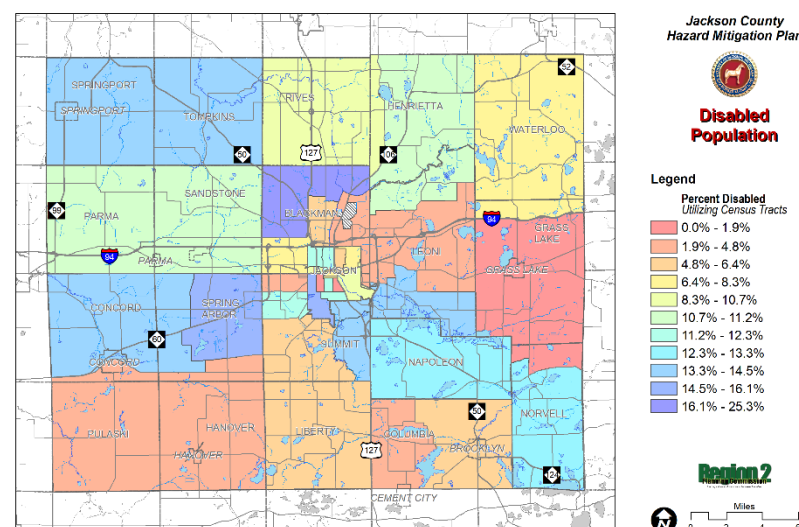 Jackson County
Hazard Mitigation Plan
Disabled
Population
Legend
Percent Disabled
Utilizing Census Tracts
0.0% - 1.9%
1.9% - 4.8%
4.8% - 6.4%
6.4% - 8.3%
8.3% - 10.7%
10.7% - 11.2%
11.2% - 12.3%
12.3% - 13.3%
13.3% - 14.5%
14.5% - 16.1%
16.1% - 25.3%
Region 2
Planning Commission
Miles
N
52
SPRINGPORT
SPRINGPORT
TOMPKINS
RIVES
HENRIETTA
WATERLOO
50
127
106
SANDSTONE
PARMA
99
BLACKMAN
94
GRASS
LAKE
94
PARMA
JACKSON
LEONI
GRASS LAKE
CONCORD
SPRING
ARBOR
60
CONCORD
SUMMIT
NAPOLEON
PULASKI
HANOVER
HANOVER
LIBERTY
127
COLUMBIA
50
BROOKLYN
NORVELL
124
CEMENT CITY